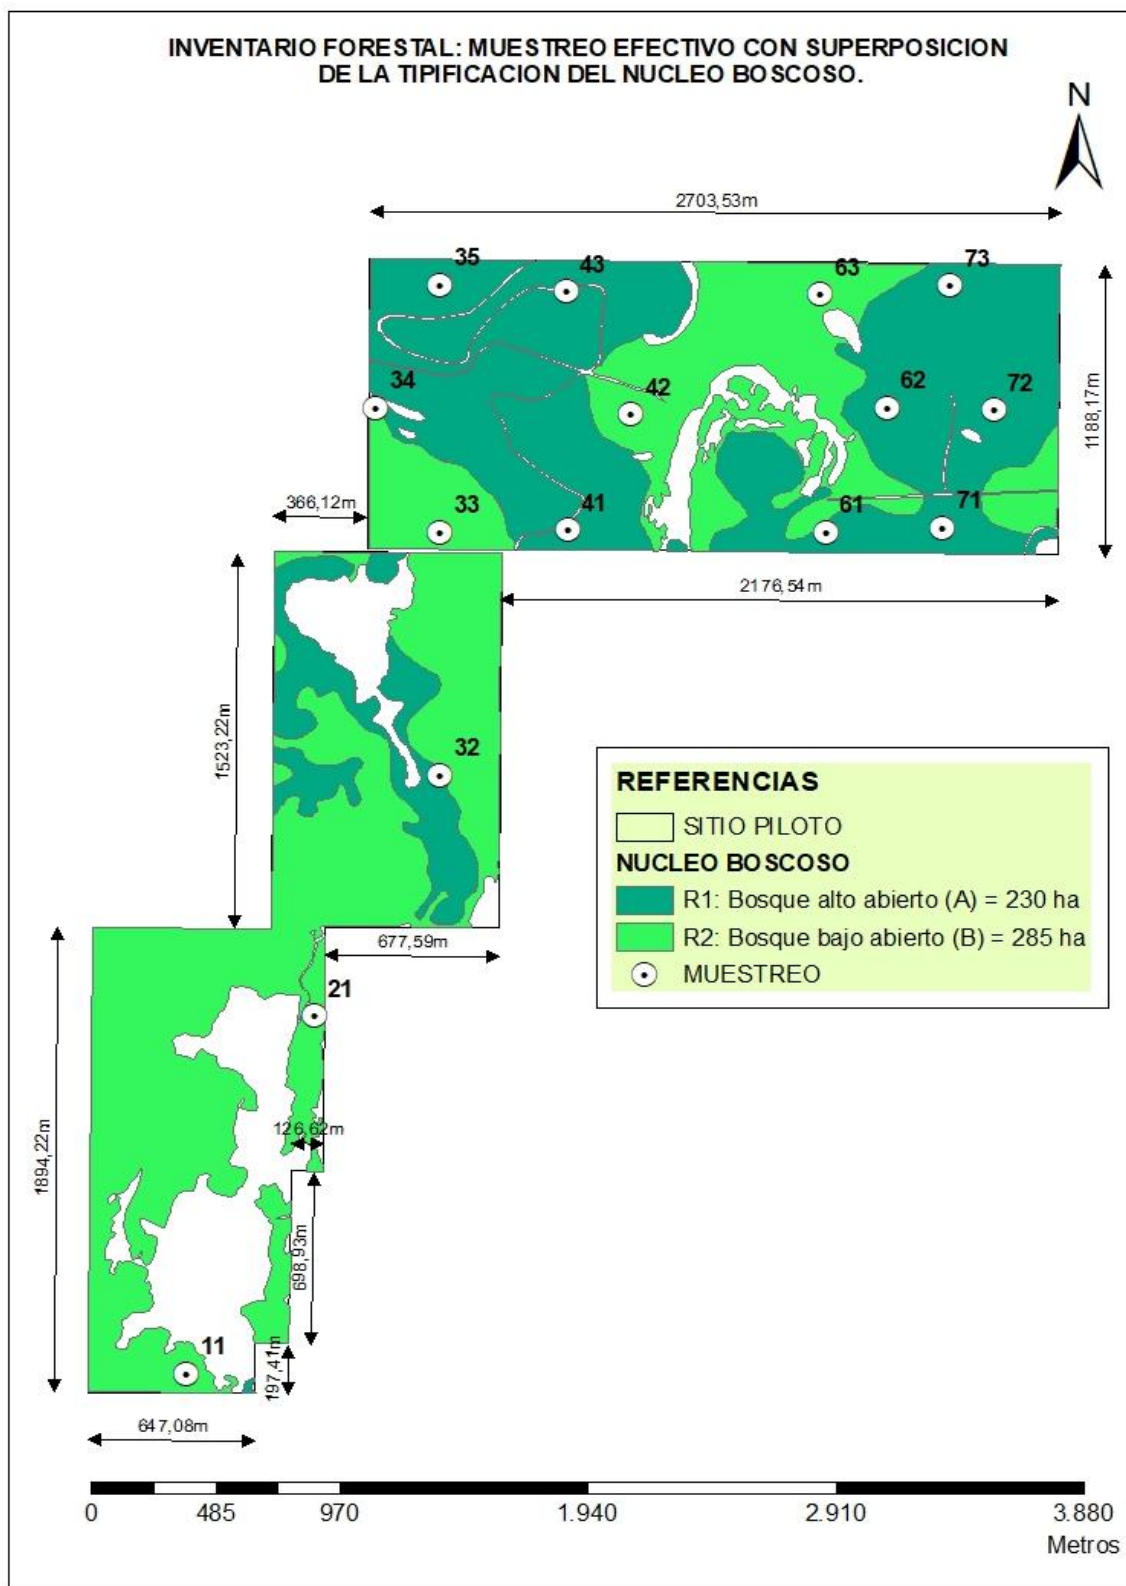 INVENTARIO FORESTAL: MUESTREO EFECTIVO CON SUPERPOSICION
DE LA TIPIFICACION DEL NUCLEO BOSCOSO.
N
2703,53m
35
43
63
73
34
42
62
72
1188,17m
366,12m
33
41
61
71
2176,54m
1523,22m
32
REFERENCIAS
SITIO PILOTO
NUCLEO BOSCOSO
R1: Bosque alto abierto (A) = 230 ha
R2: Bosque bajo abierto (B) = 285 ha
MUESTREO
677,59m
21
126,62m
1894,22m
698,93m
11
197,41m
647,08m
0
485
970
1.940
2.910
3.880
Metros